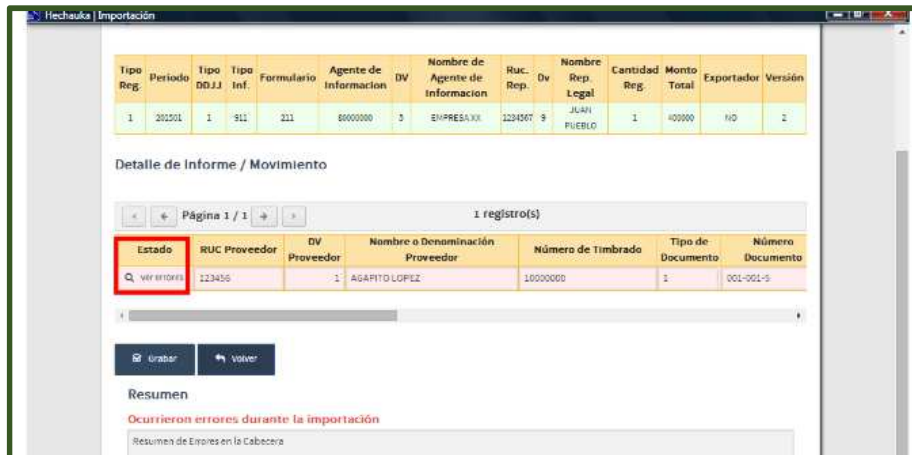 Hechauka | Importación
Tipo Reg. Periodo Tipo DDJJ Tipo Inf. Formulario Agente de Informacion DV Nombre de Agente de Informacion Ruc. Rep. Dv Nombre Rep. Legal Cantidad Reg. Monto Total Exportador Versión
1 201501 1 911 211 80000000 5 EMPRESA XX 1234567 9 JUAN PUEBLO 1 400000 NO 2
Detalle de Informe / Movimiento
Página 1 / 1 1 registro(s)
Estado RUC Proveedor DV Proveedor Nombre o Denominación Proveedor Número de Timbrado Tipo de Documento Número Documento
Ver errores 123456 1 AGAPITO LOPEZ 10000000 1 001-001-5
Grabar Volver
Resumen
Ocurrieron errores durante la importación
Resumen de Errores en la Cabecera